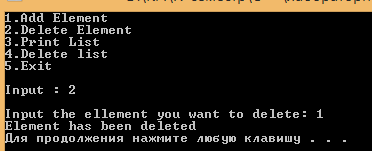 1.Add Element
2.Delete Element
3.Print List
4.Delete list
5.Exit
Input : 2
Input the ellement you want to delete: 1
Element has been deleted
Для продолжения нажмите любую клавишу . . .